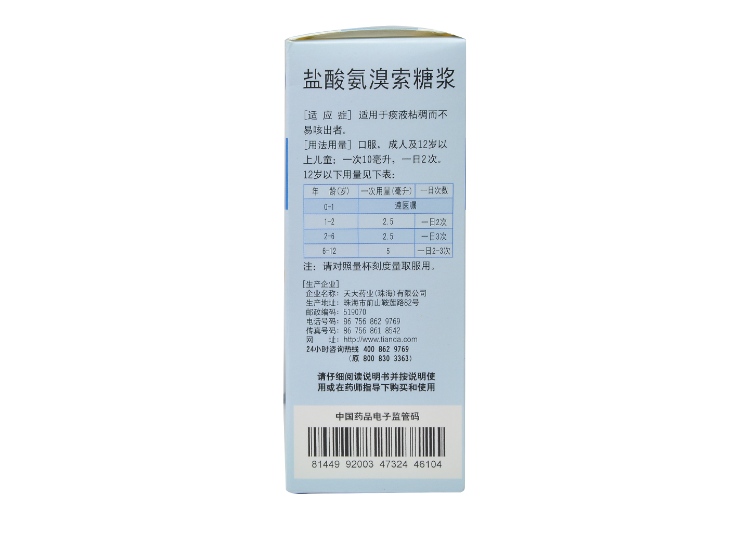 盐酸氨溴索糖浆
[适 应 症] 适用于痰液粘稠而不
易咳出者。
[用法用量] 口服。成人及12岁以
上儿童：一次10毫升，一日2次。
12岁以下用量见下表：
年 龄(岁) 一次用量(毫升) 一日次数
0-1 遵医嘱
1-2 2.5 一日2次
2-6 2.5 一日3次
6-12 5 一日2-3次
注：请对照量杯刻度量取服用。
[生产企业]
企业名称：天大药业(珠海)有限公司
生产地址：珠海市前山鞍莲路62号
邮政编码：519070
电话号码：86 756 862 9769
传真号码：86 756 861 8542
网 址：http://www.tianda.com
24小时咨询热线 400 862 9769
(原 800 830 3363)
请仔细阅读说明书并按说明使
用或在药师指导下购买和使用
中国药品电子监管码
81449 92003 47324 46104